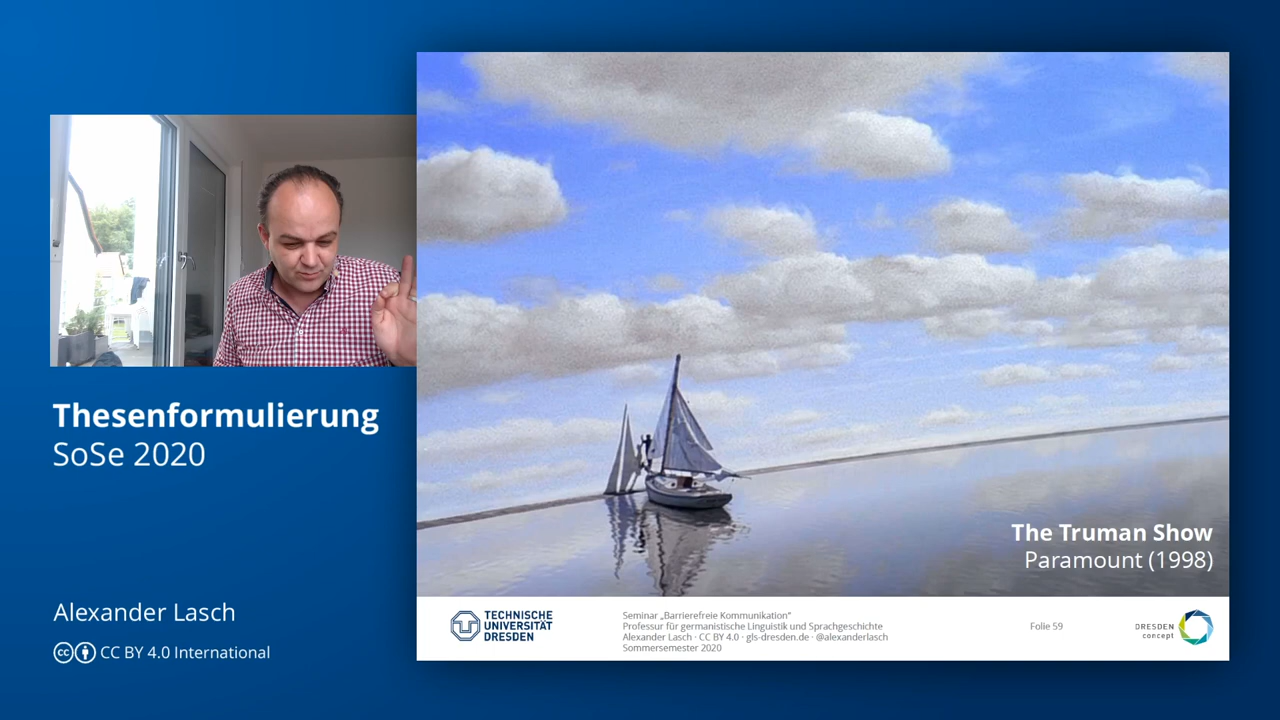 Thesenformulierung
SoSe 2020
Alexander Lasch
CC BY 4.0 International
The Truman Show
Paramount (1998)
TECHNISCHE
UNIVERSITÄT
DRESDEN
Seminar „Barrierefreie Kommunikation“
Professur für germanistische Linguistik und Sprachgeschichte
Alexander Lasch · CC BY 4.0 · gls-dresden.de · @alexanderlasch
Sommersemester 2020
Folie 59
DRESDEN
concept